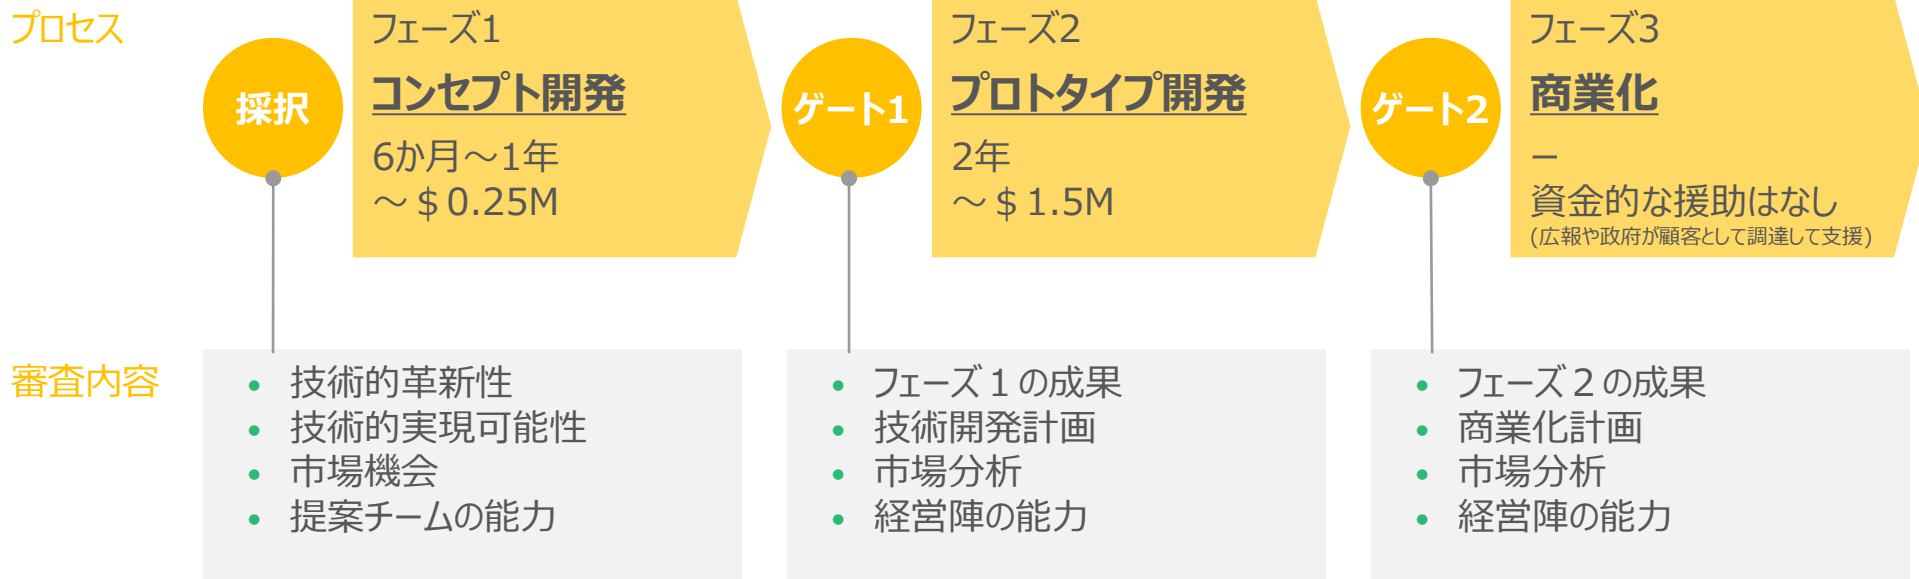 プロセス
採択
フェーズ1
コンセプト開発
6か月～1年
～＄0.25M
ゲート1
フェーズ2
プロトタイプ開発
2年
～＄1.5M
ゲート2
フェーズ3
商業化
－
資金的な援助はなし
(広報や政府が顧客として調達して支援)
審査内容
• 技術的革新性
• 技術的実現可能性
• 市場機会
• 提案チームの能力
• フェーズ１の成果
• 技術開発計画
• 市場分析
• 経営陣の能力
• フェーズ２の成果
• 商業化計画
• 市場分析
• 経営陣の能力